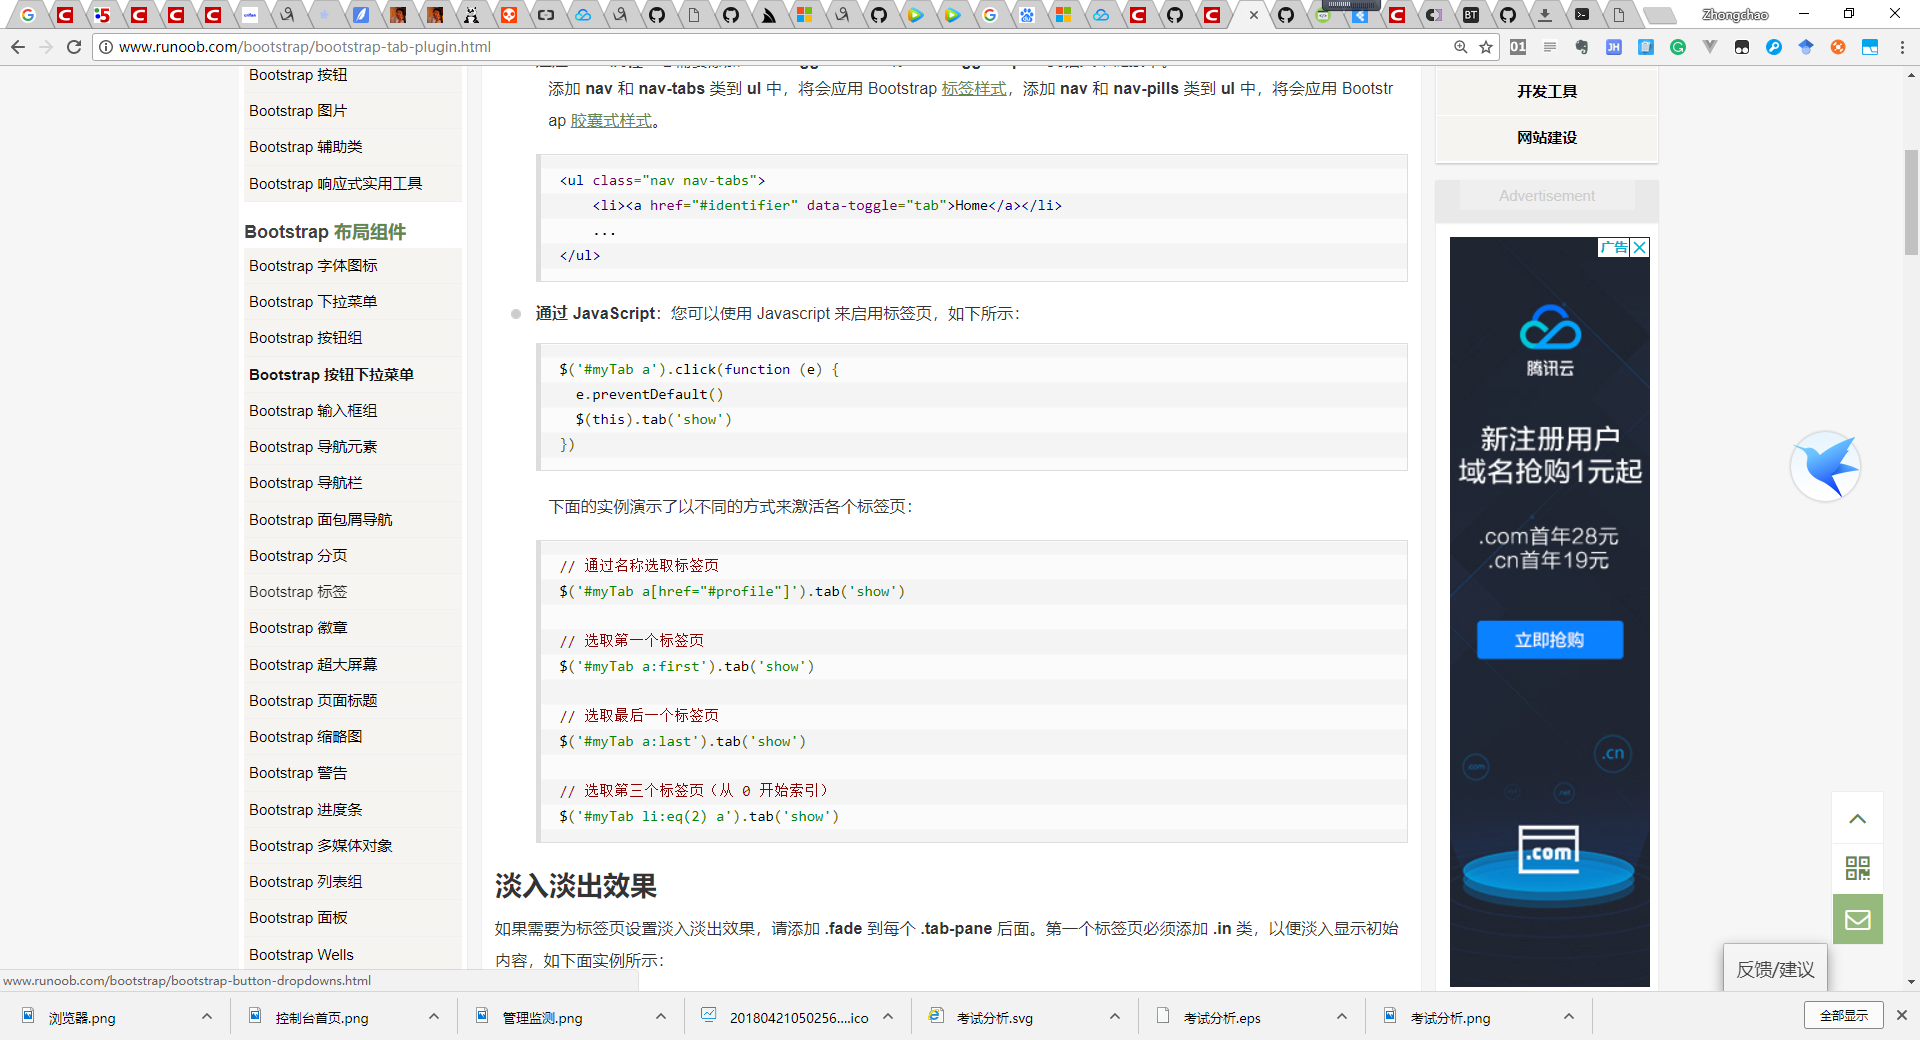 Zhongchao
www.runoob.com/bootstrap/bootstrap-tab-plugin.html
Bootstrap 按钮
Bootstrap 图片
Bootstrap 辅助类
Bootstrap 响应式实用工具
Bootstrap 布局组件
Bootstrap 字体图标
Bootstrap 下拉菜单
Bootstrap 按钮组
Bootstrap 按钮下拉菜单
Bootstrap 输入框组
Bootstrap 导航元素
Bootstrap 导航栏
Bootstrap 面包屑导航
Bootstrap 分页
Bootstrap 标签
Bootstrap 徽章
Bootstrap 超大屏幕
Bootstrap 页面标题
Bootstrap 缩略图
Bootstrap 警告
Bootstrap 进度条
Bootstrap 多媒体对象
Bootstrap 列表组
Bootstrap 面板
Bootstrap Wells
www.runoob.com/bootstrap/bootstrap-button-dropdowns.html
添加 nav 和 nav-tabs 类到 ul 中，将会应用 Bootstrap 标签样式，添加 nav 和 nav-pills 类到 ul 中，将会应用 Bootstr
ap 胶囊式样式。
<ul class="nav nav-tabs">
<li><a href="#identifier" data-toggle="tab">Home</a></li>
...
</ul>
通过 JavaScript：您可以使用 Javascript 来启用标签页，如下所示：
$('#myTab a').click(function (e) {
e.preventDefault()
$(this).tab('show')
})
下面的实例演示了以不同的方式来激活各个标签页：
// 通过名称选取标签页
$('#myTab a[href="#profile"]').tab('show')
// 选取第一个标签页
$('#myTab a:first').tab('show')
// 选取最后一个标签页
$('#myTab a:last').tab('show')
// 选取第三个标签页（从 0 开始索引）
$('#myTab li:eq(2) a').tab('show')
淡入淡出效果
如果需要为标签页设置淡入淡出效果，请添加 .fade 到每个 .tab-pane 后面。第一个标签页必须添加 .in 类，以便淡入显示初始
内容，如下面实例所示：
开发工具
网站建设
Advertisement
广告
腾讯云
新注册用户
域名抢购1元起
.com首年28元
.cn首年19元
立即抢购
.cn
.com
反馈/建议
浏览器.png
控制台首页.png
管理监测.png
20180421050256....ico
考试分析.svg
考试分析.eps
考试分析.png
全部显示